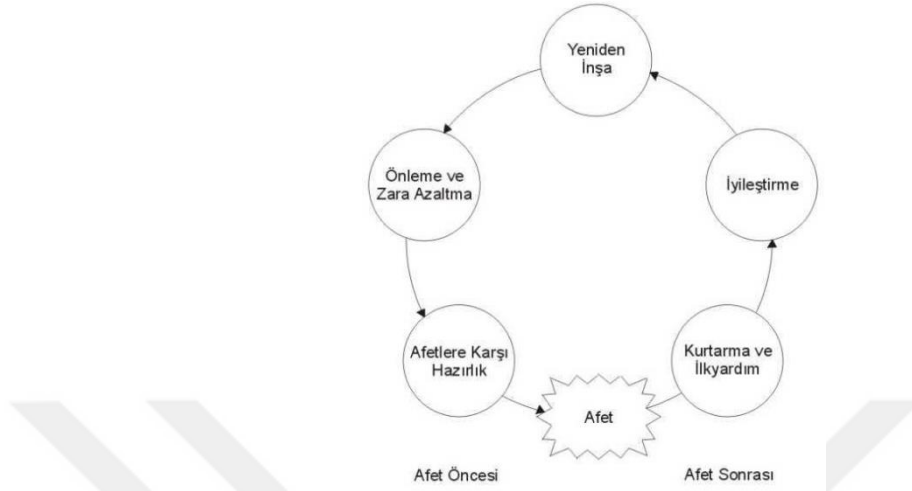 Yeniden
İnşa
Önleme ve
Zara Azaltma
İyileştirme
Afetlere Karşı
Hazırlık
Kurtarma ve
İlkyardım
Afet
Afet Öncesi
Afet Sonrası